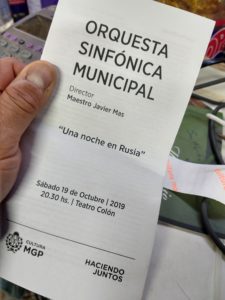 ORQUESTA
SINFÓNICA
MUNICIPAL
Director
Maestro Javier Mas
"Una noche en Rusia"
Sábado 19 de Octubre | 2019
20.30 hs. | Teatro Colón
CULTURA
MGP
HACIENDO
JUNTOS